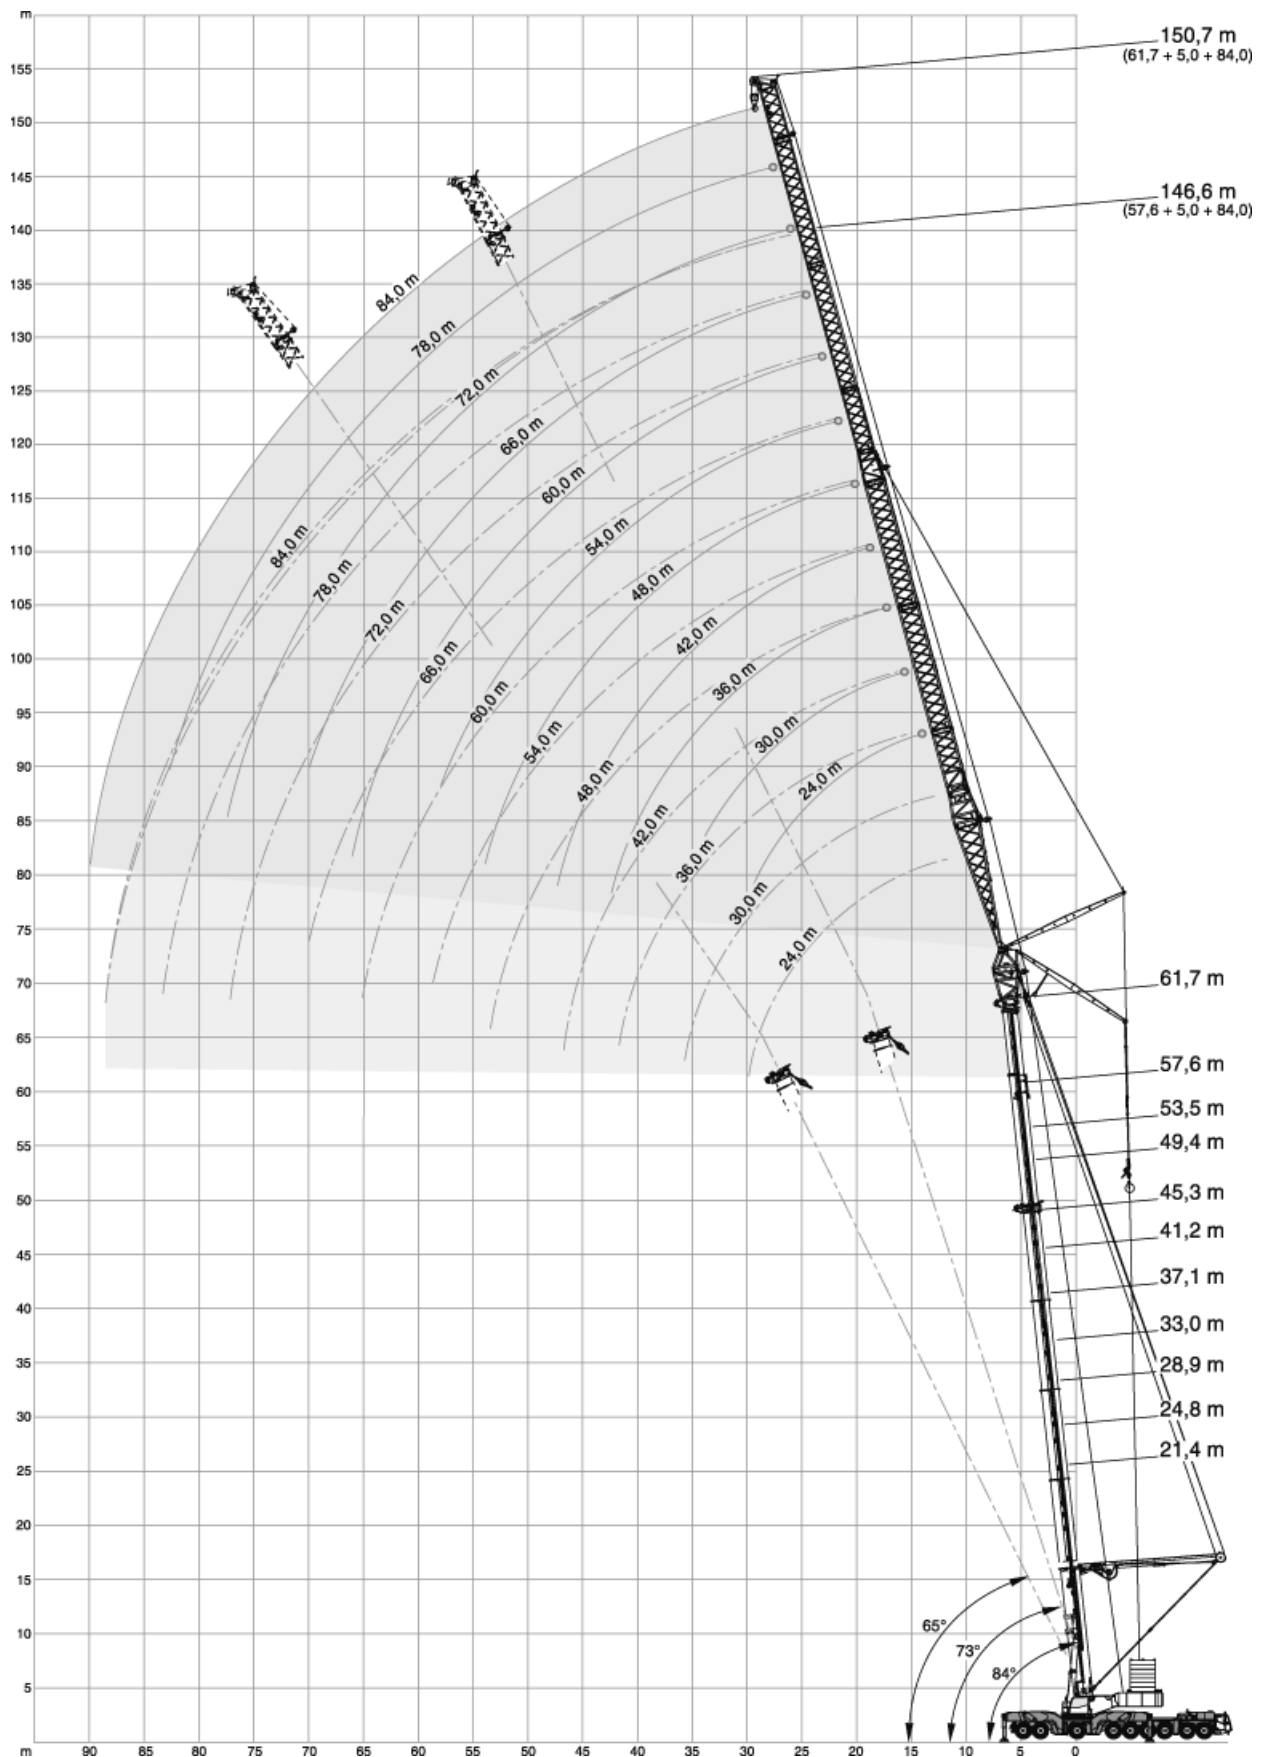 m
155
150
145
140
135
130
125
120
115
110
105
100
95
90
85
80
75
70
65
60
55
50
45
40
35
30
25
20
15
10
5
m
90
85
80
75
70
65
60
55
50
45
40
35
30
25
20
15
10
5
0
150,7 m
(61,7 + 5,0 + 84,0)
146,6 m
(57,6 + 5,0 + 84,0)
84,0 m
78,0 m
72,0 m
66,0 m
60,0 m
54,0 m
48,0 m
42,0 m
36,0 m
30,0 m
24,0 m
84,0 m
78,0 m
72,0 m
66,0 m
60,0 m
54,0 m
48,0 m
42,0 m
36,0 m
30,0 m
24,0 m
61,7 m
57,6 m
53,5 m
49,4 m
45,3 m
41,2 m
37,1 m
33,0 m
28,9 m
24,8 m
21,4 m
65°
73°
84°